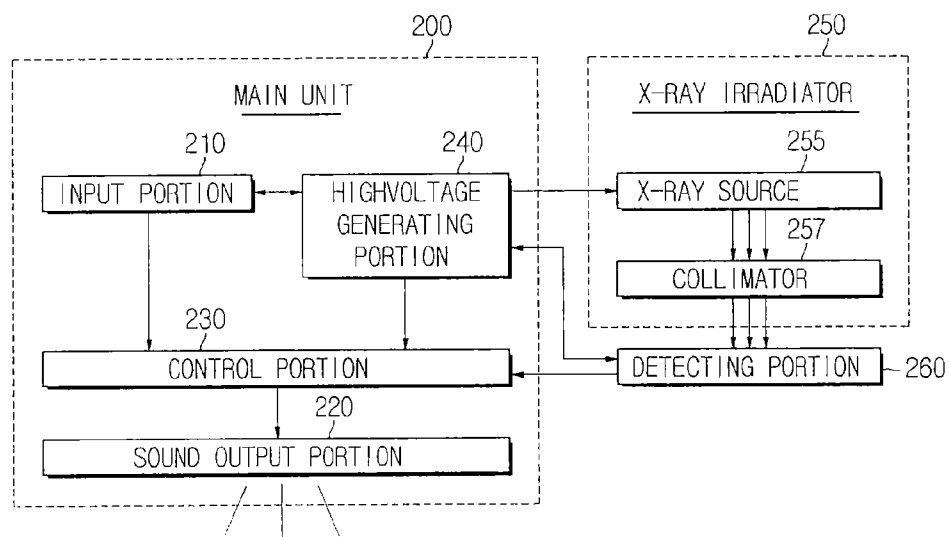 200
250
MAIN UNIT
X-RAY IRRADIATOR
210
240
255
INPUT PORTION
HIGHVOLTAGE
GENERATING
PORTION
X-RAY SOURCE
257
COLLIMATOR
230
CONTROL PORTION
DETECTING PORTION
260
220
SOUND OUTPUT PORTION